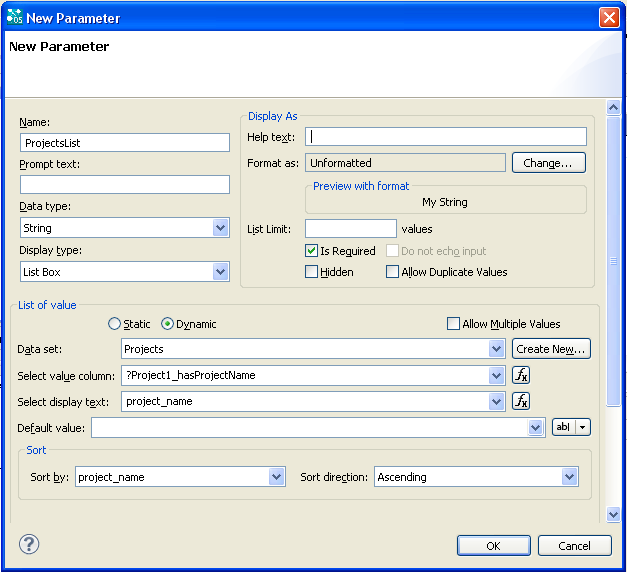 OS New Parameter
New Parameter
Name:
ProjectsList
Prompt text:
Data type:
String
Display type:
List Box
Display As
Help text:
Format as: Unformatted Change...
Preview with format
My String
List Limit: values
Is Required Do not echo input
Hidden Allow Duplicate Values
List of value
Static Dynamic Allow Multiple Values
Data set: Projects Create New...
Select value column: ?Project1_hasProjectName fx
Select display text: project_name fx
Default value: ab|
Sort
Sort by: project_name Sort direction: Ascending
? OK Cancel